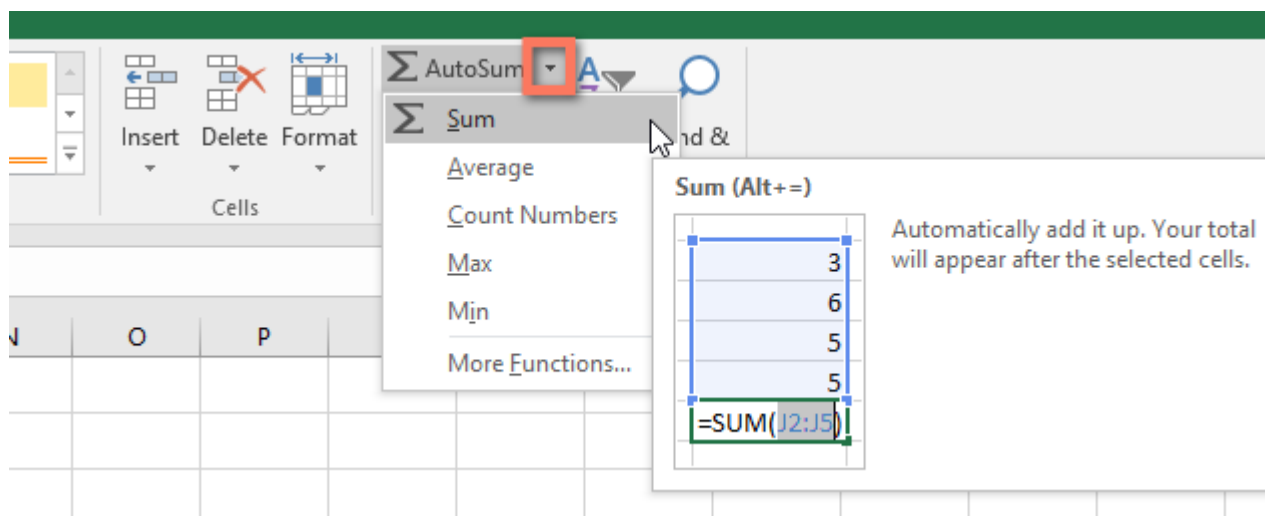 AutoSum
Insert Delete Format
Cells
Sum
Average
Count Numbers
Max
Min
More Functions...
nd &
Sum (Alt+=)
3
6
5
5
=SUM(J2:J5)
Automatically add it up. Your total
will appear after the selected cells.
O P